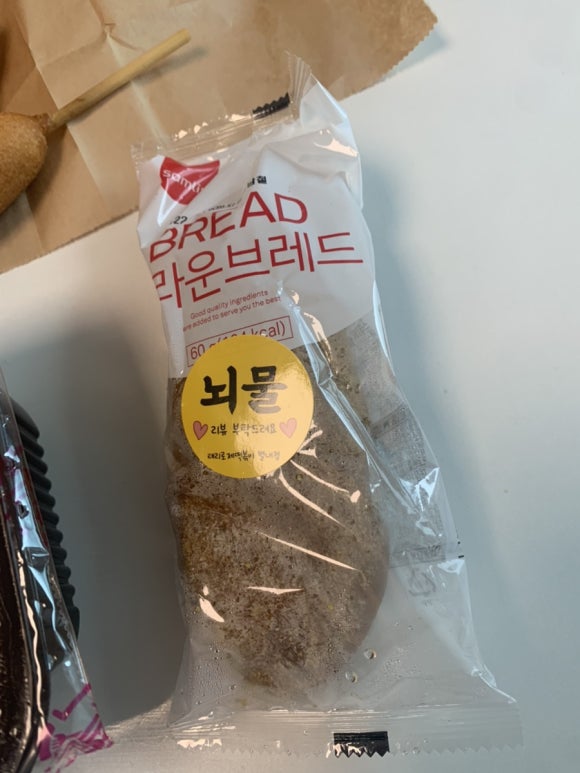 samlip
BREAD
라운브레드
Good quality ingredients
are added to serve you the best
60 g
kcal)
뇌물
리뷰 부탁드려요